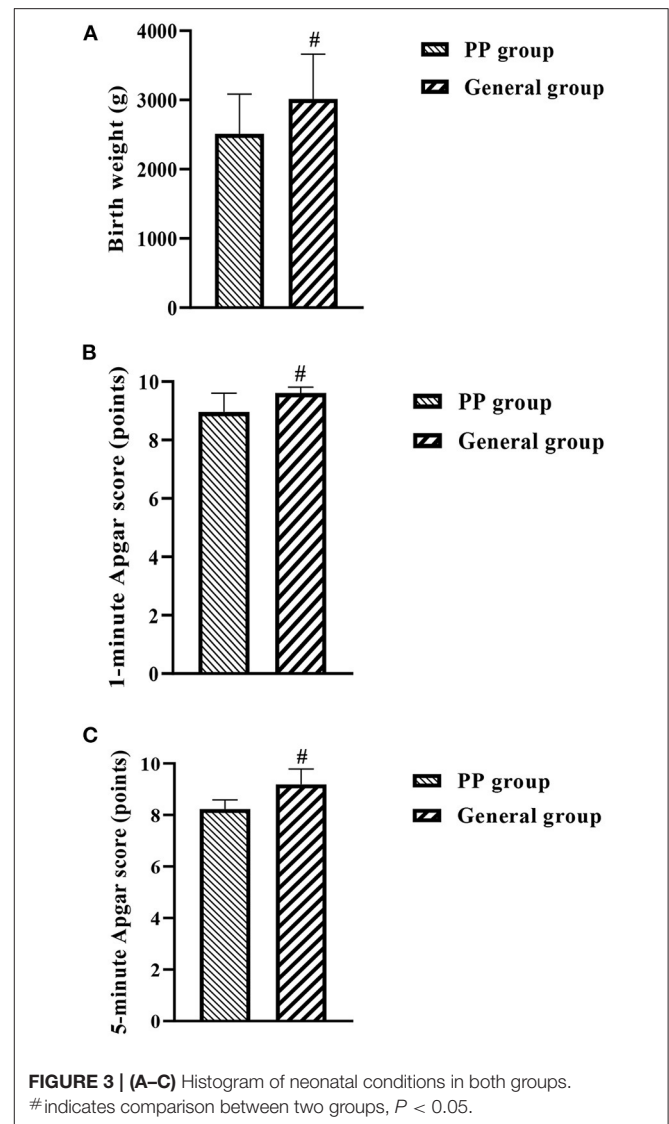 A
Birth weight (g)
4000
3000
2000
1000
0
#
PP group
General group
B
1-minute Apgar score (points)
10
8
6
4
2
0
#
PP group
General group
C
5-minute Apgar score (points)
10
8
6
4
2
0
#
PP group
General group
FIGURE 3 | (A–C) Histogram of neonatal conditions in both groups.
#indicates comparison between two groups, P < 0.05.